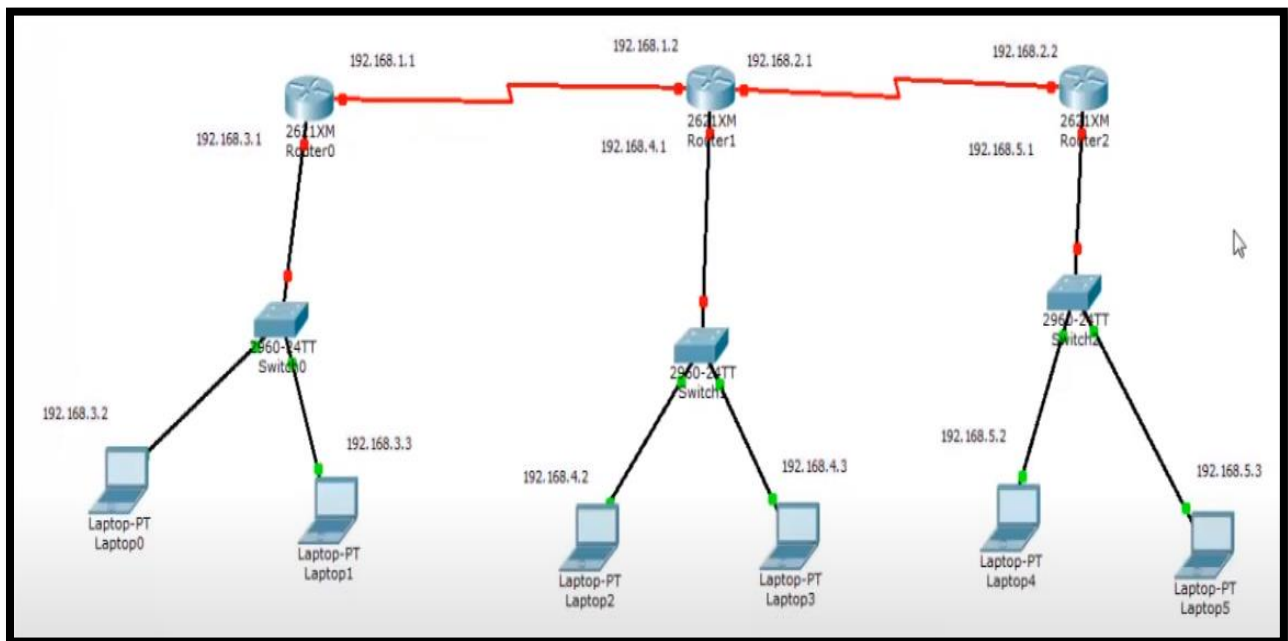 192.168.1.1
192.168.1.2
192.168.2.1
192.168.2.2
2621XM
Router0
2621XM
Router1
2621XM
Router2
192.168.3.1
192.168.4.1
192.168.5.1
2960-24TT
Switch0
2960-24TT
Switch1
2960-24TT
Switch2
192.168.3.2
192.168.3.3
192.168.4.2
192.168.4.3
192.168.5.2
192.168.5.3
Laptop-PT
Laptop0
Laptop-PT
Laptop1
Laptop-PT
Laptop2
Laptop-PT
Laptop3
Laptop-PT
Laptop4
Laptop-PT
Laptop5